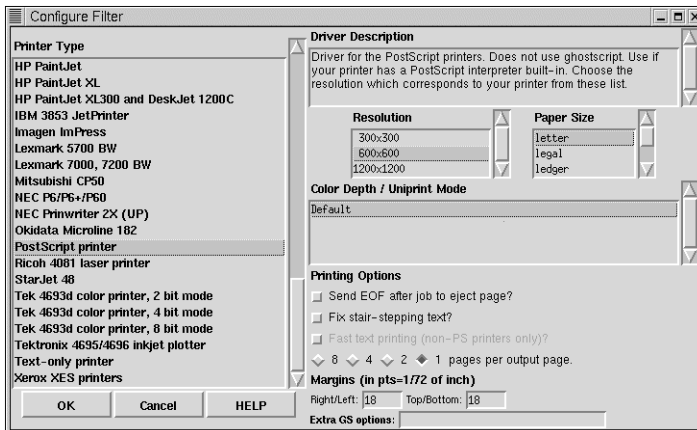 Configure Filter
Printer Type
HP PaintJet
HP PaintJet XL
HP PaintJet XL300 and DeskJet 1200C
IBM 3853 JetPrinter
Imagen ImPress
Lexmark 5700 BW
Lexmark 7000, 7200 BW
Mitsubishi CP50
NEC P6/P6+/P60
NEC Prinwriter 2X (UP)
Okidata Microline 182
PostScript printer
Ricoh 4081 laser printer
StarJet 48
Tek 4693d color printer, 2 bit mode
Tek 4693d color printer, 4 bit mode
Tek 4693d color printer, 8 bit mode
Tektronix 4695/4696 inkjet plotter
Text-only printer
Xerox XES printers
OK Cancel HELP
Driver Description
Driver for the PostScript printers. Does not use ghostscript. Use if
your printer has a PostScript interpreter built-in. Choose the
resolution which corresponds to your printer from these list.
Resolution
300x300
600x600
1200x1200
Paper Size
letter
legal
ledger
Color Depth / Uniprint Mode
Default
Printing Options
Send EOF after job to eject page?
Fix stair-stepping text?
Fast text printing (non-PS printers only)?
8 4 2 1 pages per output page.
Margins (in pts=1/72 of inch)
Right/Left: 18 Top/Bottom: 18
Extra GS options: